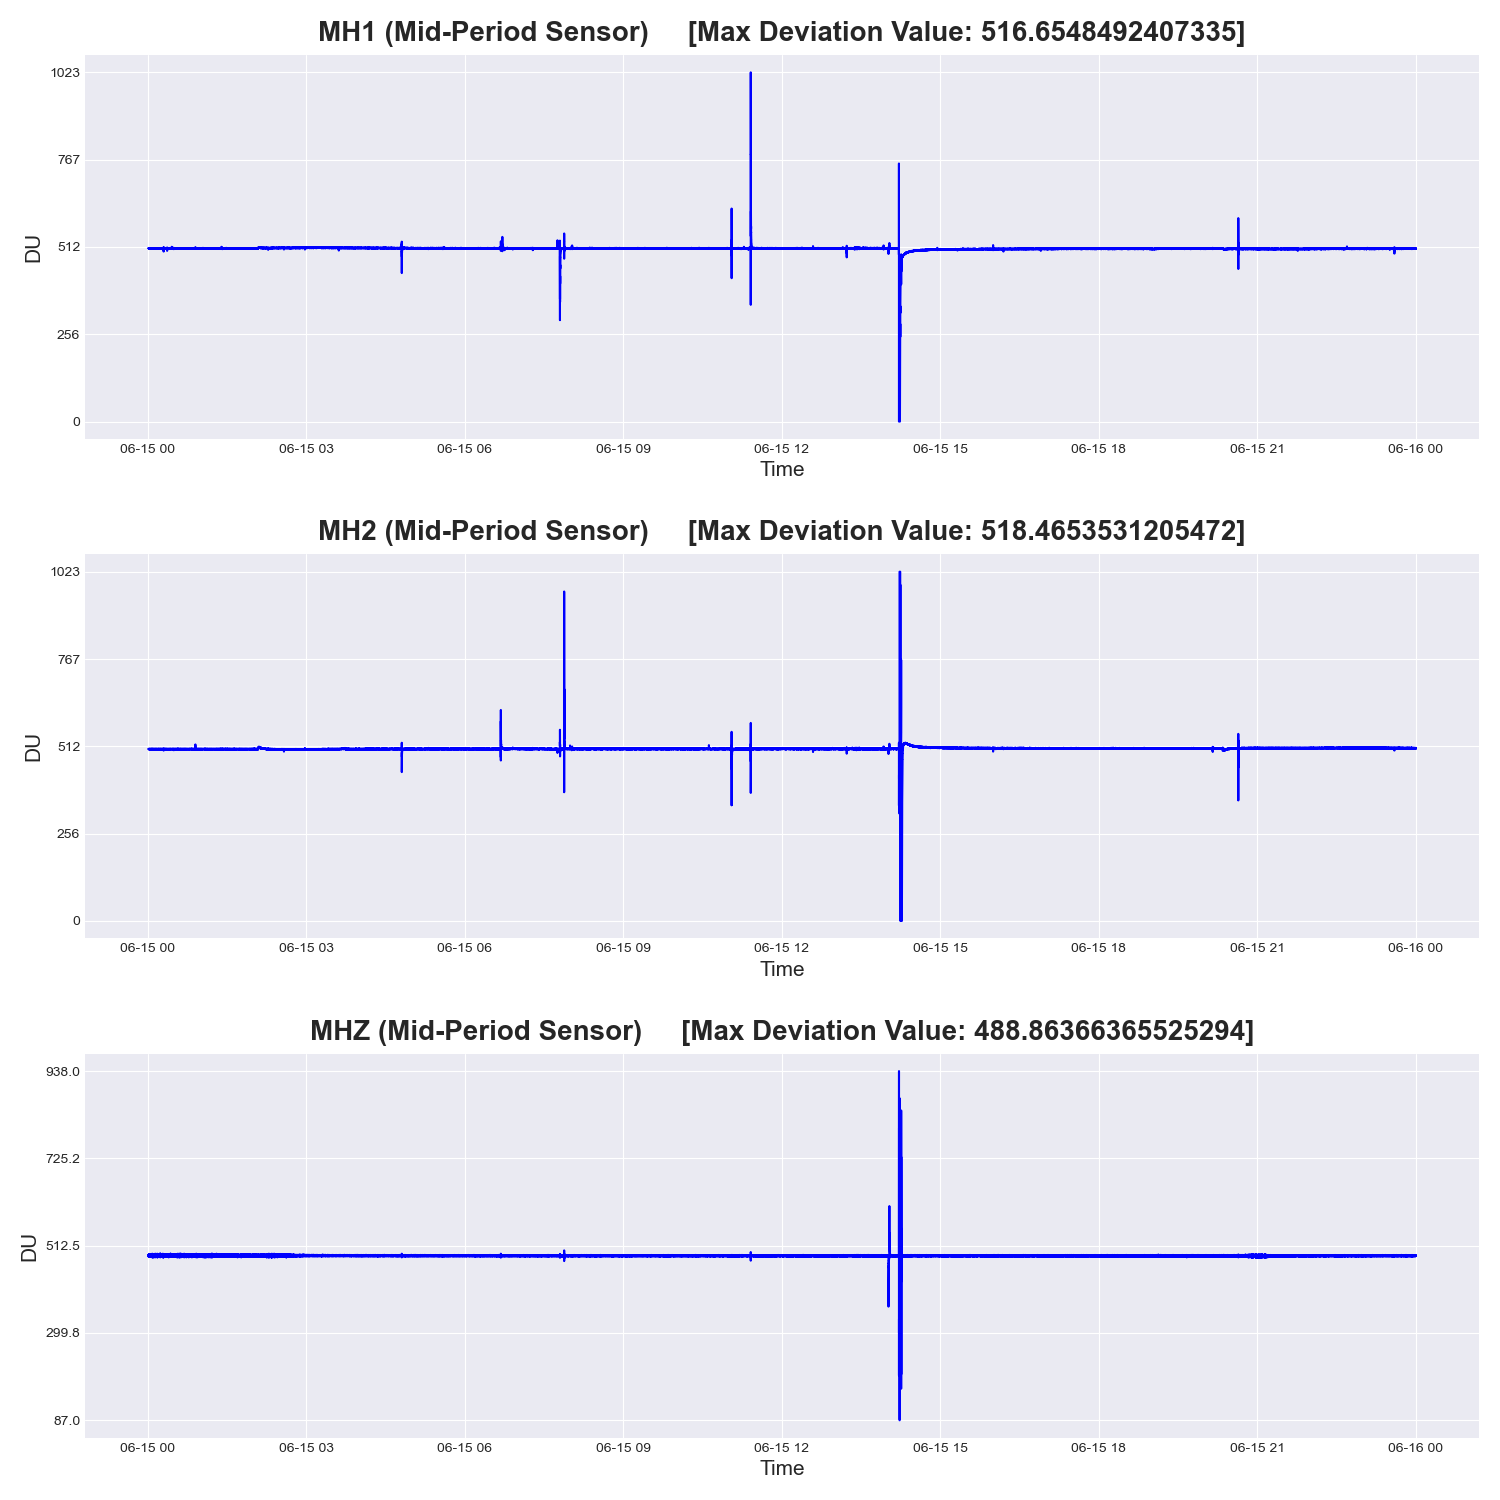 MH1 (Mid-Period Sensor) [Max Deviation Value: 516.6548492407335]
1023
767
512
256
0
DU
06-15 00 06-15 03 06-15 06 06-15 09 06-15 12 06-15 15 06-15 18 06-15 21 06-16 00
Time
MH2 (Mid-Period Sensor) [Max Deviation Value: 518.4653531205472]
1023
767
512
256
0
DU
06-15 00 06-15 03 06-15 06 06-15 09 06-15 12 06-15 15 06-15 18 06-15 21 06-16 00
Time
MHZ (Mid-Period Sensor) [Max Deviation Value: 488.86366365525294]
938.0
725.2
512.5
299.8
87.0
DU
06-15 00 06-15 03 06-15 06 06-15 09 06-15 12 06-15 15 06-15 18 06-15 21 06-16 00
Time